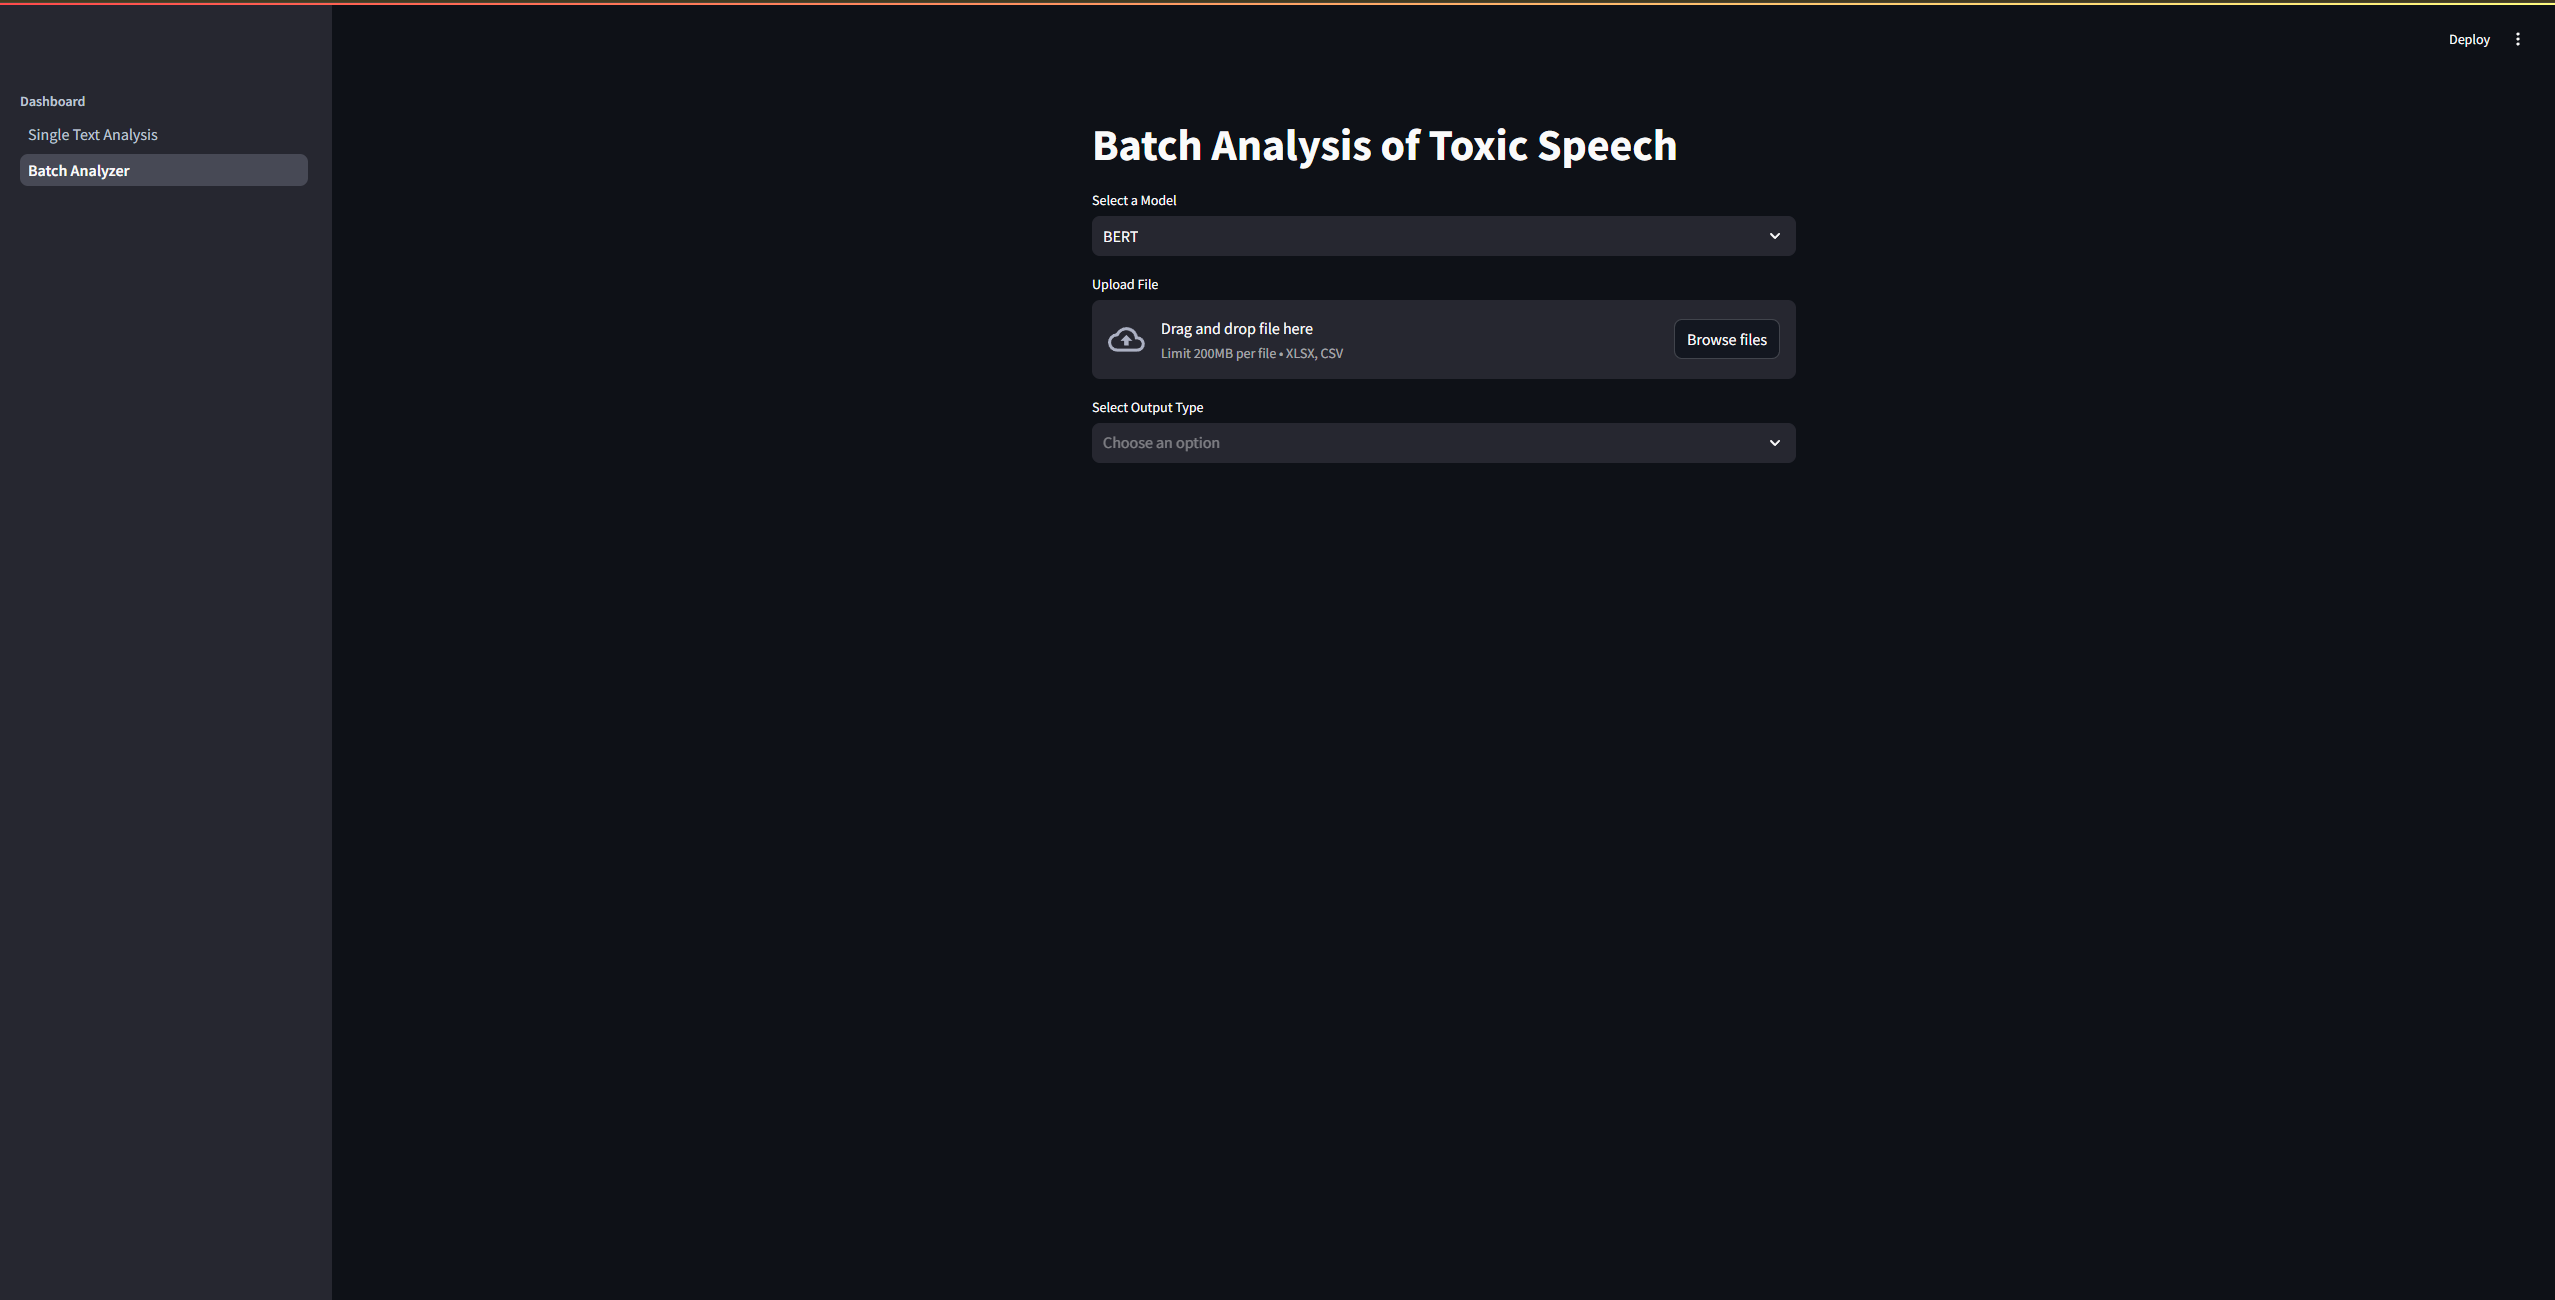 Deploy
Dashboard
Single Text Analysis
Batch Analyzer
Batch Analysis of Toxic Speech
Select a Model
BERT
Upload File
Drag and drop file here
Limit 200MB per file • XLSX, CSV
Browse files
Select Output Type
Choose an option